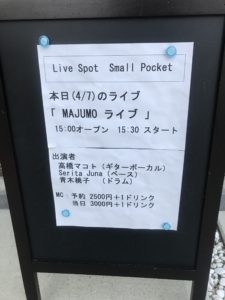 Live Spot Small Pocket
本日(4/7)のライブ
「 MAJUMO ライブ 」
15:00オープン 15:30 スタート
出演者
高橋マコト（ギターボーカル）
Serita Juna（ベース）
青木桃子 （ドラム）
MC: 予約 2500円＋1ドリンク
当日 3000円＋1ドリンク